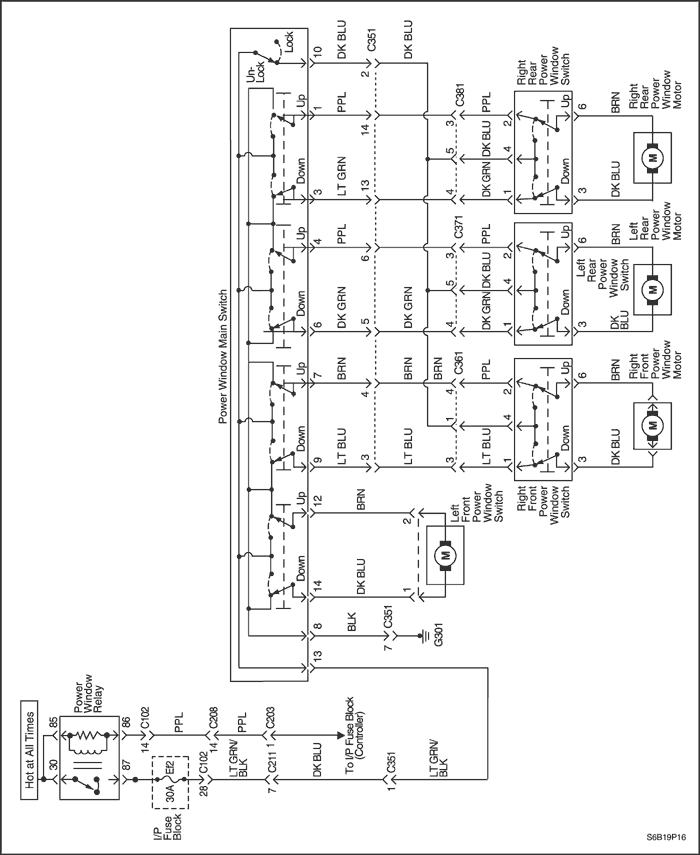 Hot at All Times
30
85
Power
Window
Relay
87
86
30A
Ef2
I/P
Fuse
Block
28
C102
14
C102
PPL
LT GRN/
BLK
14
C208
PPL
7
C211
1
C203
DK BLU
To I/P Fuse Block
(Controller)
1
C351
LT GRN/
BLK
Power Window Main Switch
13
8
BLK
7
C351
G301
Down
Up
14
DK BLU
1
12
BRN
2
Left
Front
Power
Window
Switch
M
Down
Up
9
LT BLU
3
LT BLU
3
7
BRN
4
BRN
4
C361
BRN
1
1
PPL
2
4
Right
Front
Power
Window
Switch
Down
Up
3
DK BLU
6
BRN
Right
Front
Power
Window
Motor
M
Down
Up
6
DK GRN
5
DK GRN
4
DK GRN
1
4
PPL
6
3
C371
PPL
2
5
DK BLU
4
Left
Rear
Power
Window
Switch
Down
Up
3
DK
BLU
6
BRN
Left
Rear
Power
Window
Motor
M
Down
Up
3
LT GRN
13
4
DK GRN
1
1
PPL
14
3
C381
PPL
2
5
DK BLU
4
Right
Rear
Power
Window
Switch
Down
Up
3
DK BLU
6
BRN
Right
Rear
Power
Window
Motor
M
Un-
Lock
Lock
10
DK BLU
2
C351
DK BLU
S6B19P16